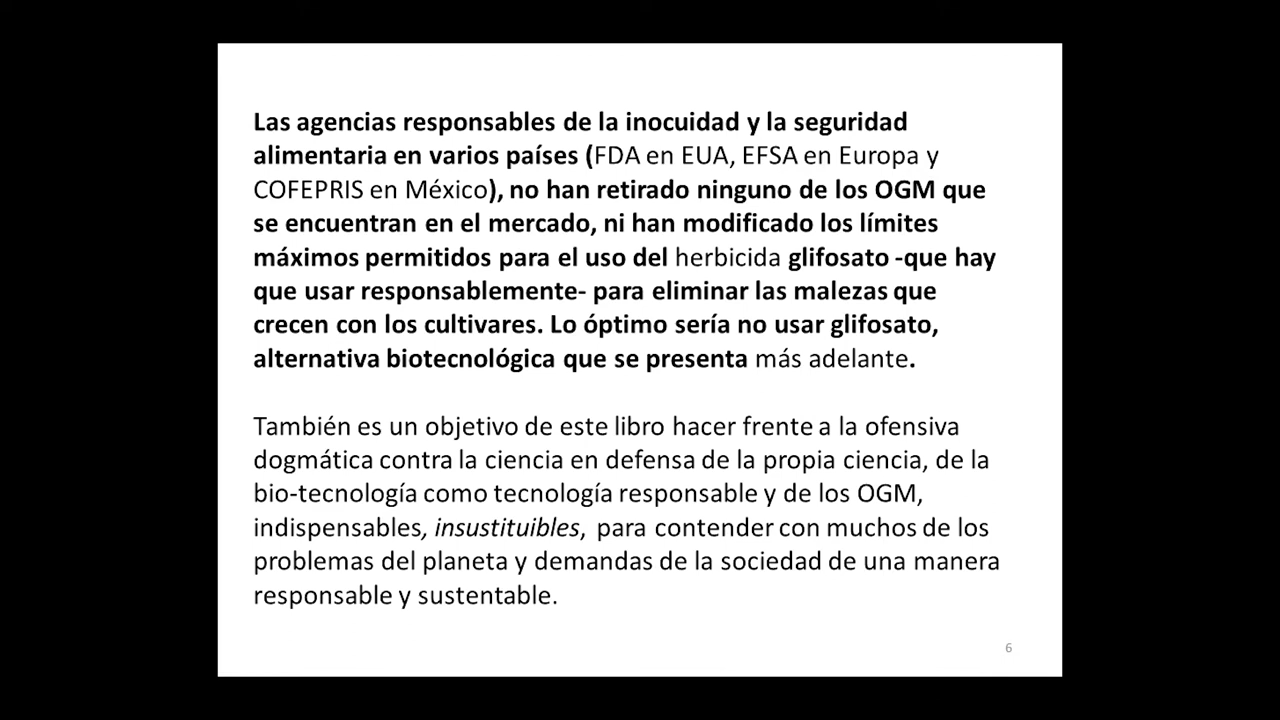 Las agencias responsables de la inocuidad y la seguridad
alimentaria en varios países (FDA en EUA, EFSA en Europa y
COFEPRIS en México), no han retirado ninguno de los OGM que
se encuentran en el mercado, ni han modificado los límites
máximos permitidos para el uso del herbicida glifosato -que hay
que usar responsablemente- para eliminar las malezas que
crecen con los cultivares. Lo óptimo sería no usar glifosato,
alternativa biotecnológica que se presenta más adelante.
También es un objetivo de este libro hacer frente a la ofensiva
dogmática contra la ciencia en defensa de la propia ciencia, de la
bio-tecnología como tecnología responsable y de los OGM,
indispensables, insustituibles, para contender con muchos de los
problemas del planeta y demandas de la sociedad de una manera
responsable y sustentable.
6